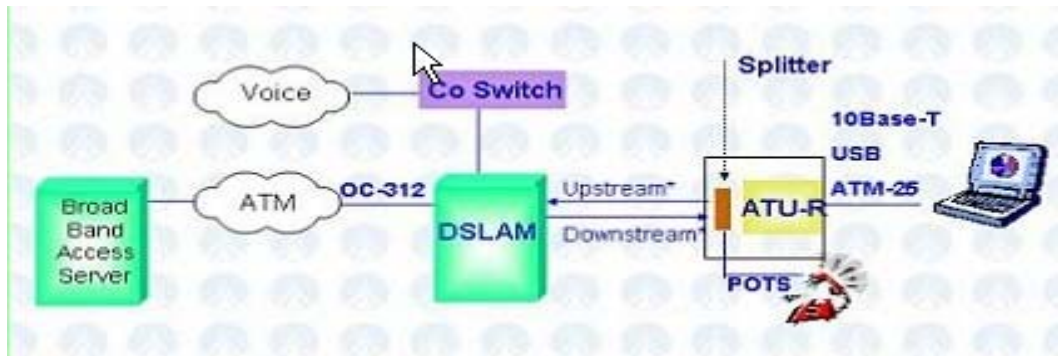 Splitter
Voice
Co Switch
10Base-T
USB
ATM-25
Broad
Band
Access
Server
ATM
OC-312
DSLAM
Upstream*
Downstream*
ATU-R
POTS